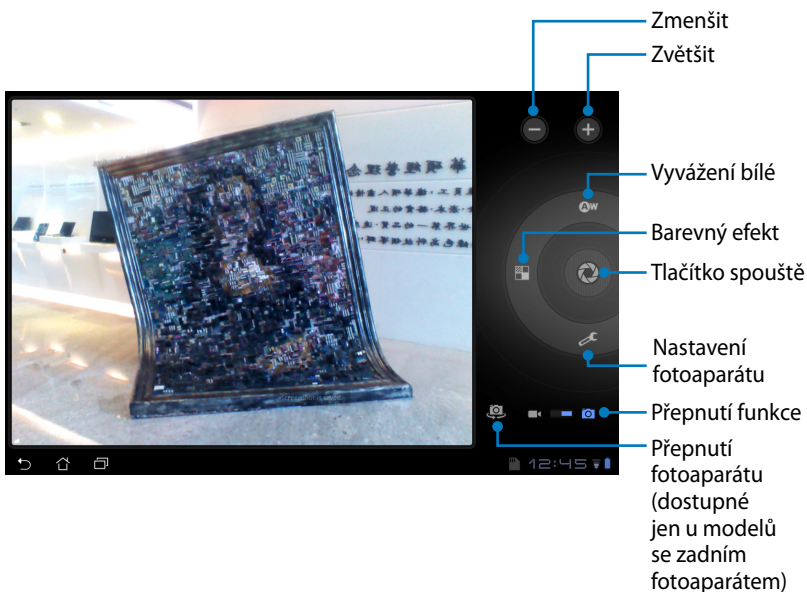 Zmenšit
Zvětšit
Vyvážení bílé
Barevný efekt
Tlačítko spouště
Nastavení
fotoaparátu
Přepnutí funkce
Přepnutí
fotoaparátu
(dostupné
jen u modelů
se zadním
fotoaparátem)
AW
12:45